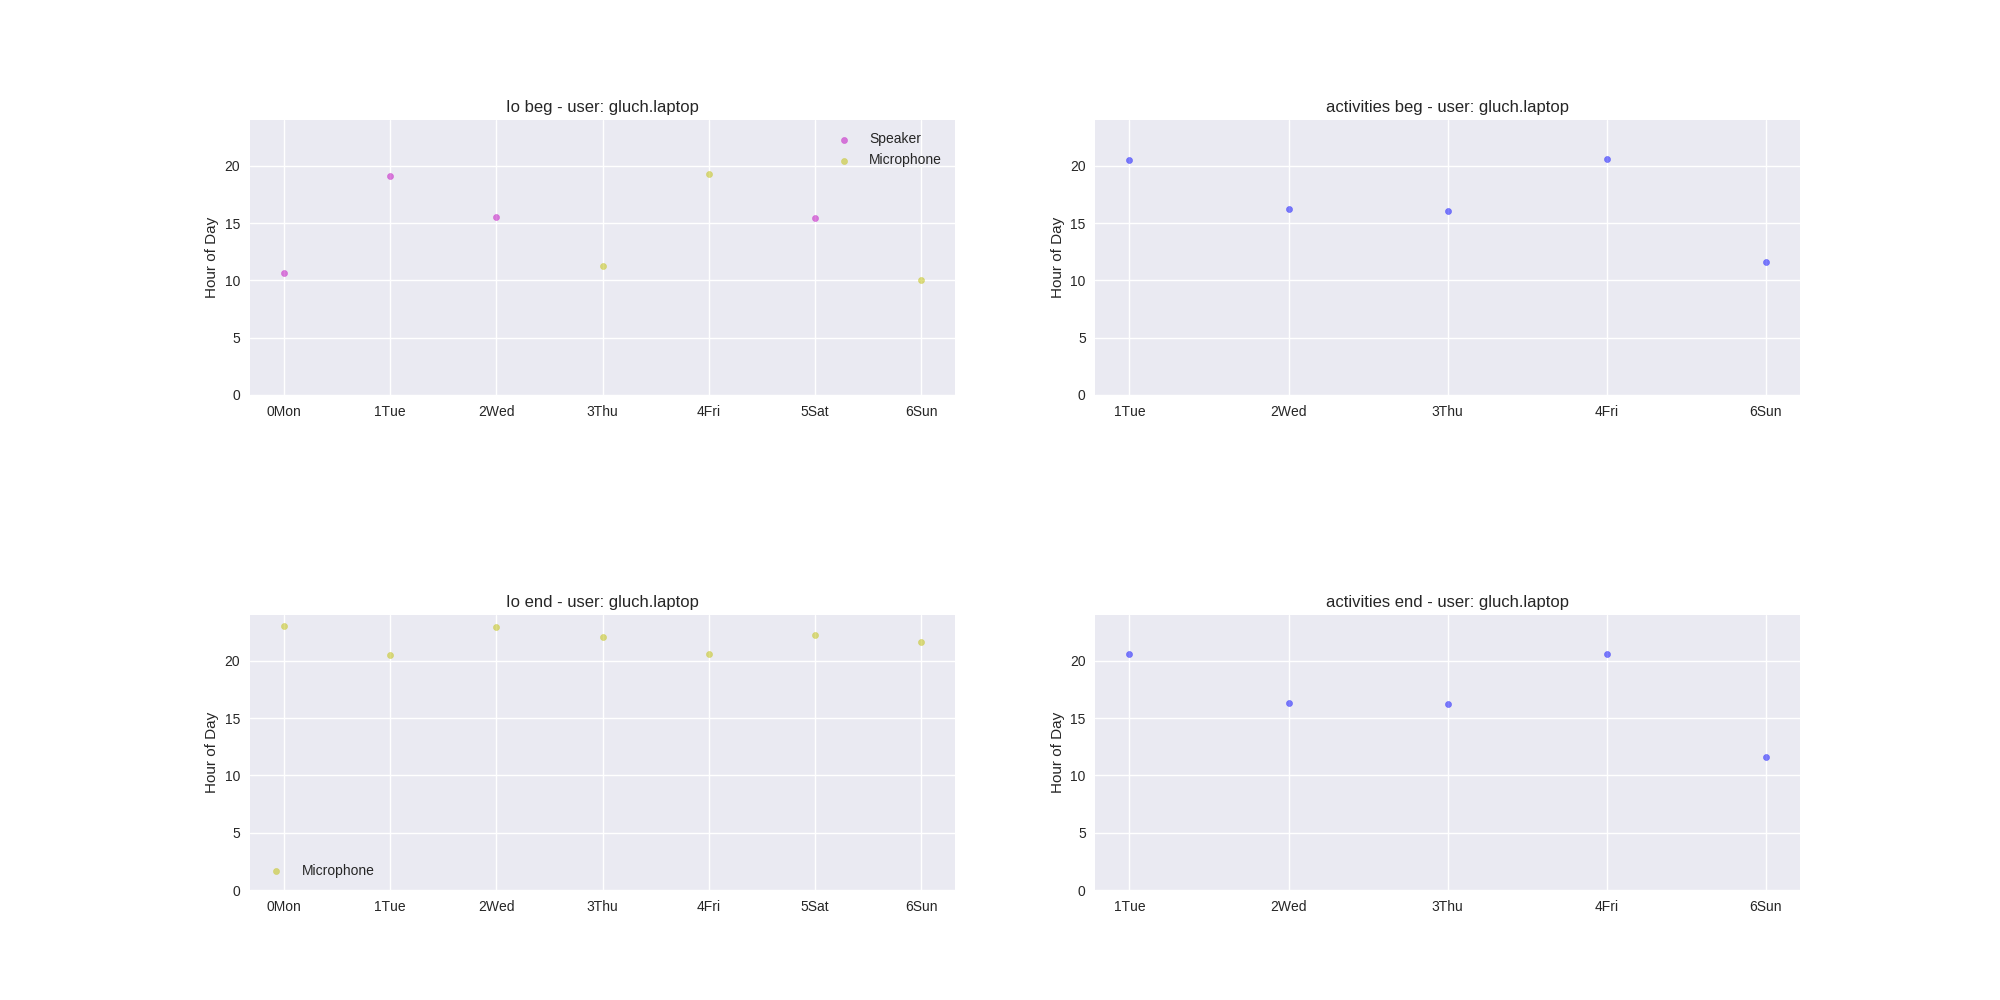 Io beg - user: gluch.laptop
Speaker
Microphone
Hour of Day
20
15
10
5
0
0Mon 1Tue 2Wed 3Thu 4Fri 5Sat 6Sun
activities beg - user: gluch.laptop
Hour of Day
20
15
10
5
0
1Tue 2Wed 3Thu 4Fri 6Sun
Io end - user: gluch.laptop
Hour of Day
20
15
10
5
0
Microphone
0Mon 1Tue 2Wed 3Thu 4Fri 5Sat 6Sun
activities end - user: gluch.laptop
Hour of Day
20
15
10
5
0
1Tue 2Wed 3Thu 4Fri 6Sun